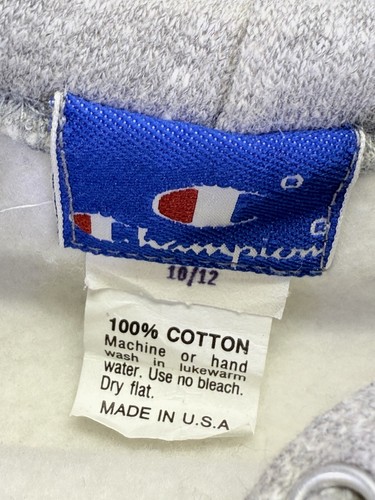 Champion
10/12
100% COTTON
Machine or hand
wash in lukewarm
water. Use no bleach.
Dry flat.
MADE IN U.S.A